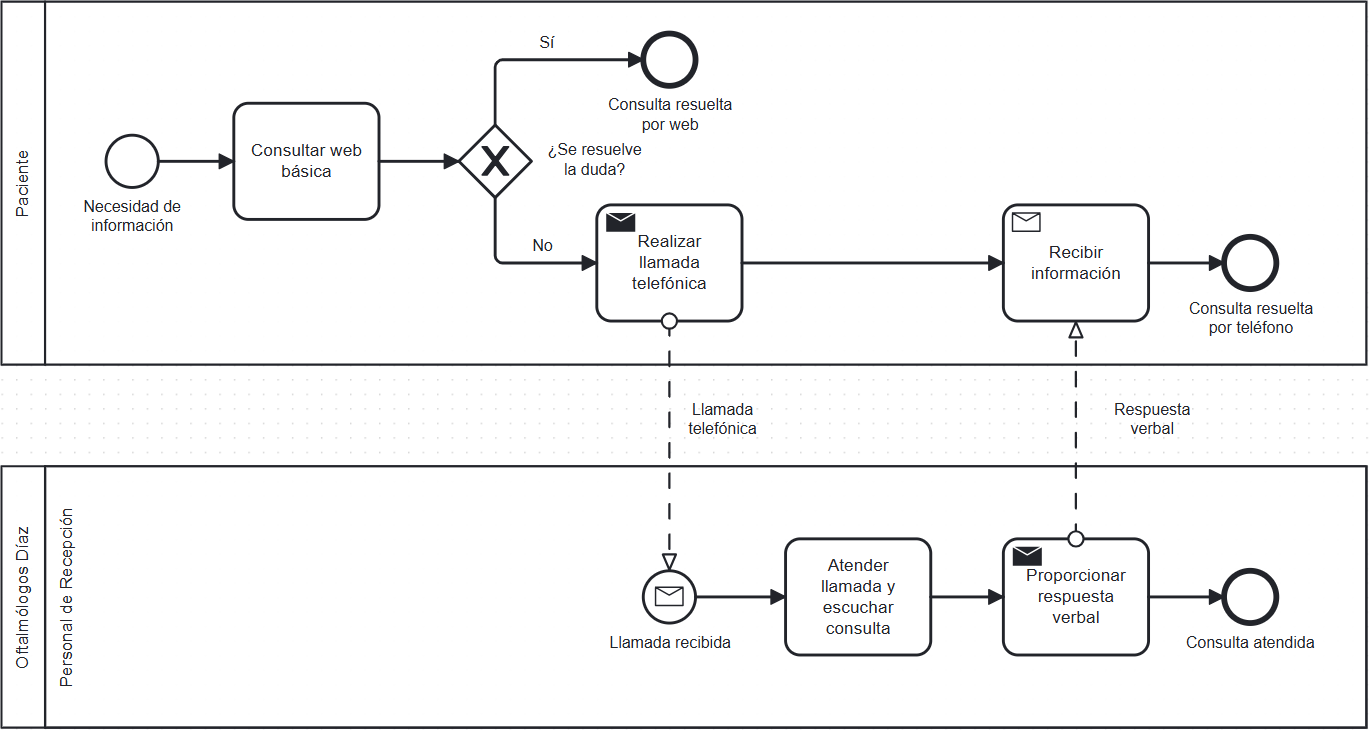 Paciente
Necesidad de
información
Consultar web
básica
Sí
Consulta resuelta
por web
¿Se resuelve
la duda?
No
Realizar
llamada
telefónica
Recibir
información
Consulta resuelta
por teléfono
Llamada
telefónica
Respuesta
verbal
Oftalmólogos Díaz
Personal de Recepción
Llamada recibida
Atender
llamada y
escuchar
consulta
Proporcionar
respuesta
verbal
Consulta atendida